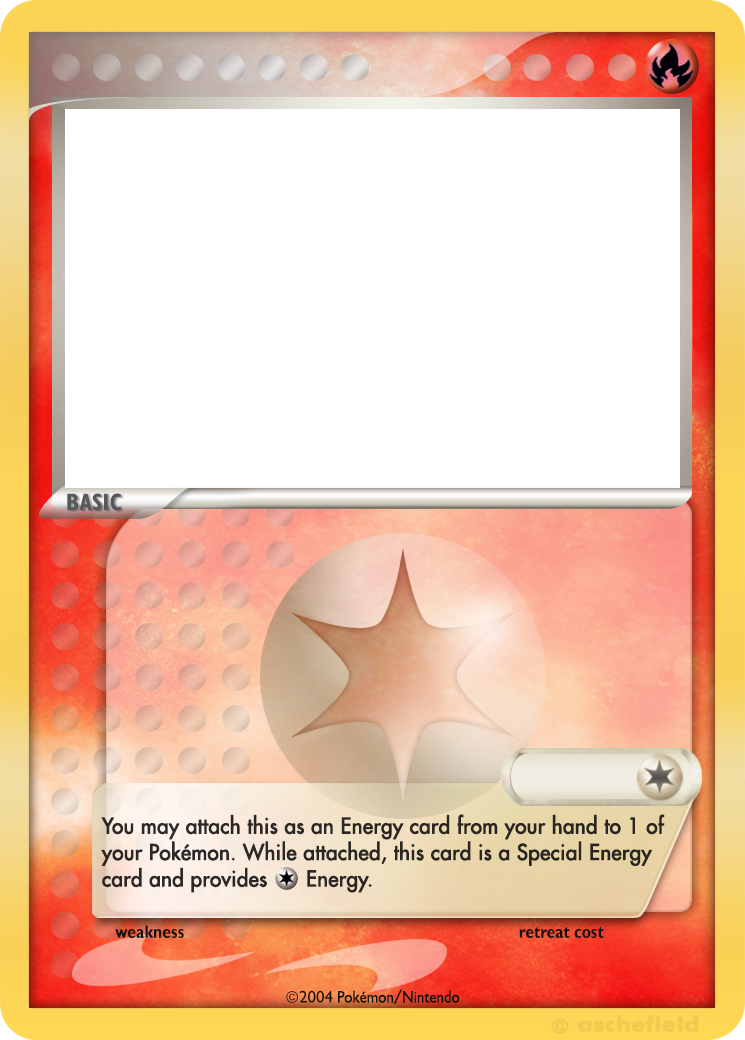 BASIC
You may attach this as an Energy card from your hand to 1 of
your Pokémon. While attached, this card is a Special Energy
card and provides Energy.
weakness retreat cost
©2004 Pokémon/Nintendo
© aschefield